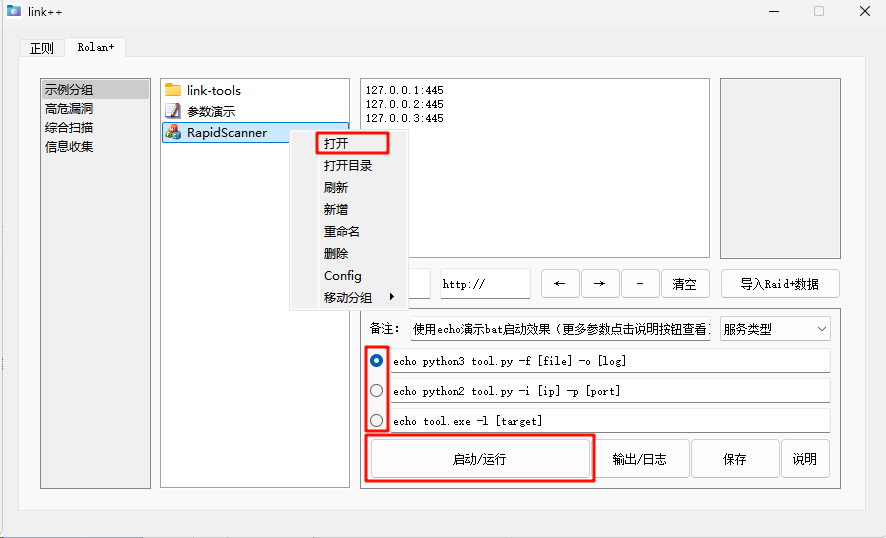 link++
正则
Rolan+
示例分组
高危漏洞
综合扫描
信息收集
link-tools
参数演示
RapidScanner
打开
打开目录
刷新
新增
重命名
删除
Config
移动分组
127.0.0.1:445
127.0.0.2:445
127.0.0.3:445
http://
←
→
-
清空
导入Raid+数据
备注：
使用echo演示bat启动效果（更多参数点击说明按钮查看）
服务类型
echo python3 tool.py -f [file] -o [log]
echo python2 tool.py -i [ip] -p [port]
echo tool.exe -l [target]
启动/运行
输出/日志
保存
说明